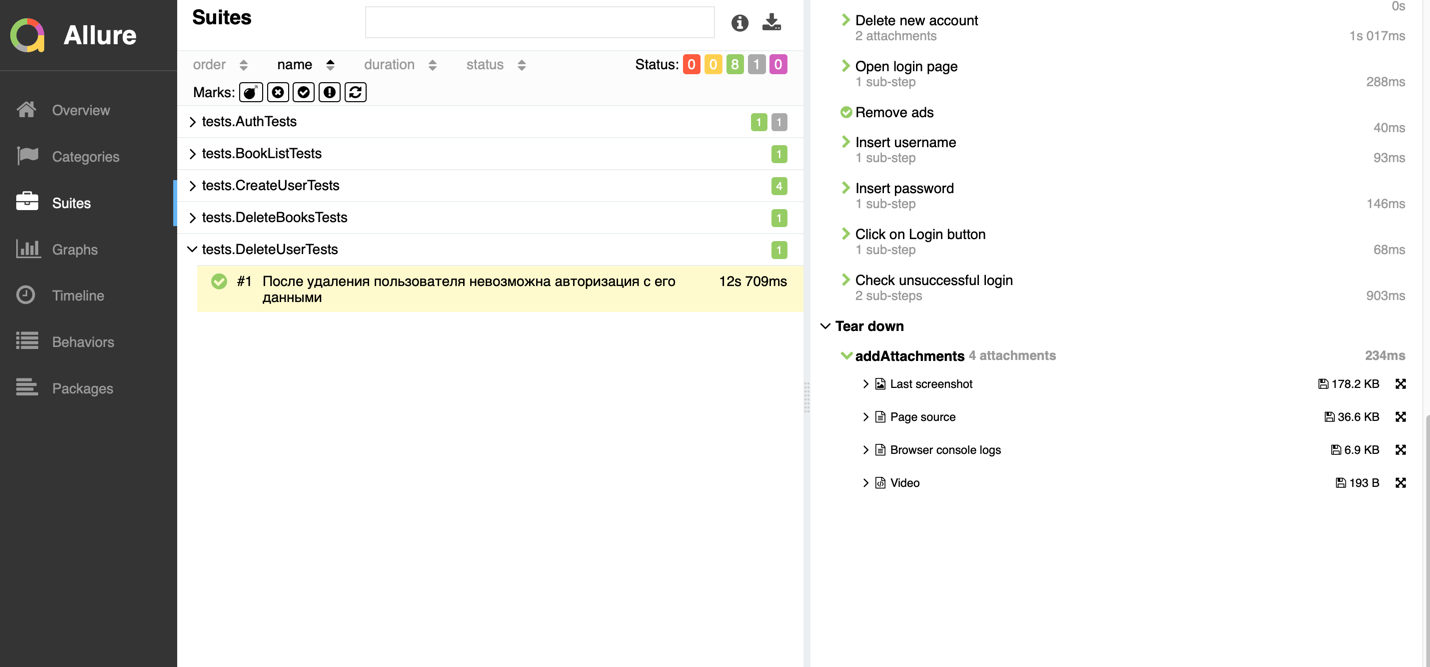 Allure
Overview
Categories
Suites
Graphs
Timeline
Behaviors
Packages
Suites
order name duration status Status: 0 0 8 1 0
Marks:
tests.AuthTests 1 1
tests.BookListTests 1
tests.CreateUserTests 4
tests.DeleteBooksTests 1
tests.DeleteUserTests 1
#1 После удаления пользователя невозможна авторизация с его 12s 709ms
данными
0s
Delete new account
2 attachments 1s 017ms
Open login page
1 sub-step 288ms
Remove ads
40ms
Insert username
1 sub-step 93ms
Insert password
1 sub-step 146ms
Click on Login button
1 sub-step 68ms
Check unsuccessful login
2 sub-steps 903ms
Tear down
addAttachments 4 attachments 234ms
Last screenshot 178.2 KB
Page source 36.6 KB
Browser console logs 6.9 KB
Video 193 B